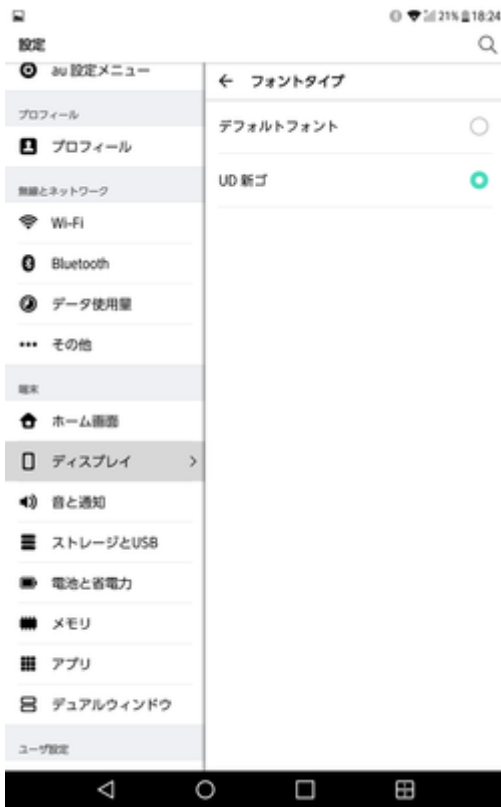 21% 18:24
設定
au 設定メニュー
プロフィール
プロフィール
無線とネットワーク
Wi-Fi
Bluetooth
データ使用量
その他
端末
ホーム画面
ディスプレイ
音と通知
ストレージとUSB
電池と省電力
メモリ
アプリ
デュアルウィンドウ
ユーザ設定
フォントタイプ
デフォルトフォント
UD 新ゴ